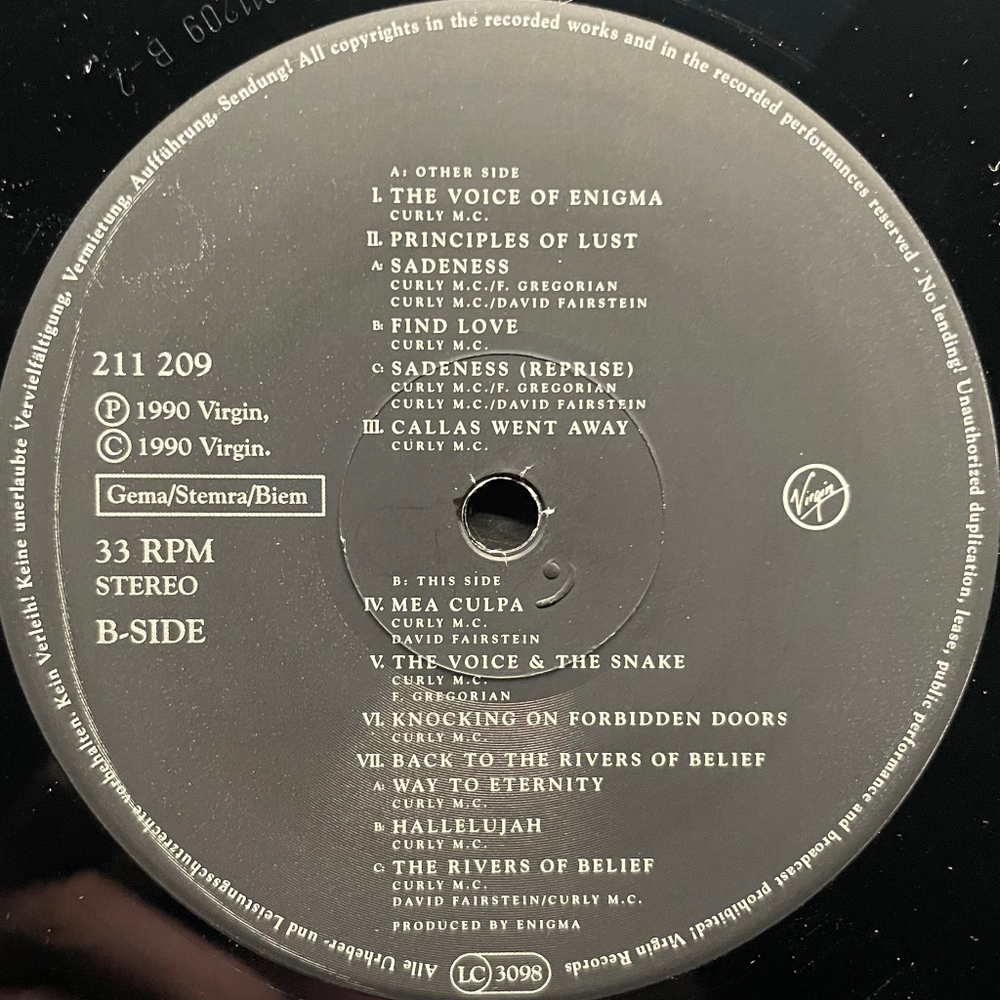 211209 B-2
Alle Urheber- und Leistungsschutzrechte vorbehalten. Kein Verleih! Keine unerlaubte Vervielfältigung, Vermietung, Aufführung, Sendung! All copyrights in the recorded works and in the recorded performances reserved - No lending! Unauthorized duplication, lease, public performance and broadcast prohibited! Virgin Records
A: OTHER SIDE
I. THE VOICE OF ENIGMA
CURLY M.C.
II. PRINCIPLES OF LUST
A: SADENESS
CURLY M.C./F. GREGORIAN
CURLY M.C./DAVID FAIRSTEIN
B: FIND LOVE
CURLY M.C.
C: SADENESS (REPRISE)
CURLY M.C./F. GREGORIAN
CURLY M.C./DAVID FAIRSTEIN
III. CALLAS WENT AWAY
CURLY M.C.
211 209
Ⓟ 1990 Virgin,
© 1990 Virgin.
Gema/Stemra/Biem
33 RPM
STEREO
B-SIDE
Virgin
B: THIS SIDE
IV. MEA CULPA
CURLY M.C.
DAVID FAIRSTEIN
V. THE VOICE & THE SNAKE
CURLY M.C.
F. GREGORIAN
VI. KNOCKING ON FORBIDDEN DOORS
CURLY M.C.
VII. BACK TO THE RIVERS OF BELIEF
A: WAY TO ETERNITY
CURLY M.C.
B: HALLELUJAH
CURLY M.C.
C: THE RIVERS OF BELIEF
CURLY M.C.
DAVID FAIRSTEIN/CURLY M.C.
PRODUCED BY ENIGMA
LC 3098